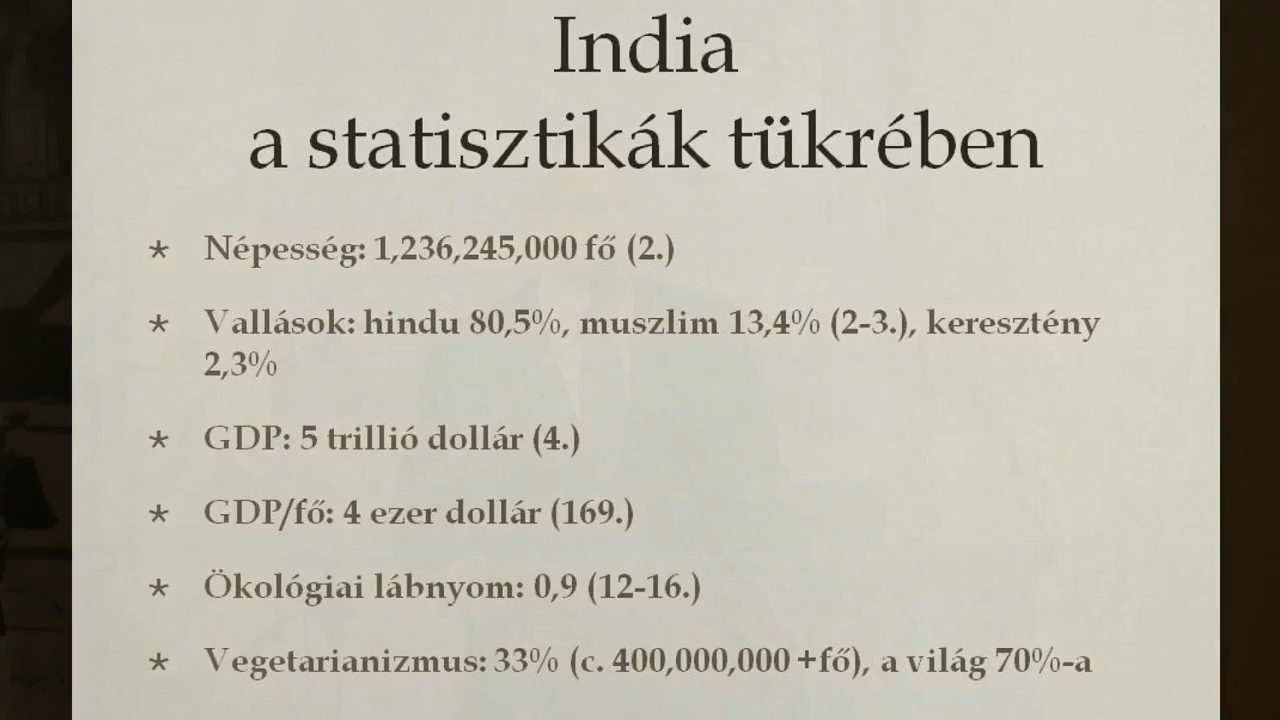 India
a statisztikák tükrében
* Népesség: 1,236,245,000 fő (2.)
* Vallások: hindu 80,5%, muszlim 13,4% (2-3.), keresztény
2,3%
* GDP: 5 trillió dollár (4.)
* GDP/fő: 4 ezer dollár (169.)
* Ökológiai lábnyom: 0,9 (12-16.)
* Vegetarianizmus: 33% (c. 400,000,000 +fő), a világ 70%-a